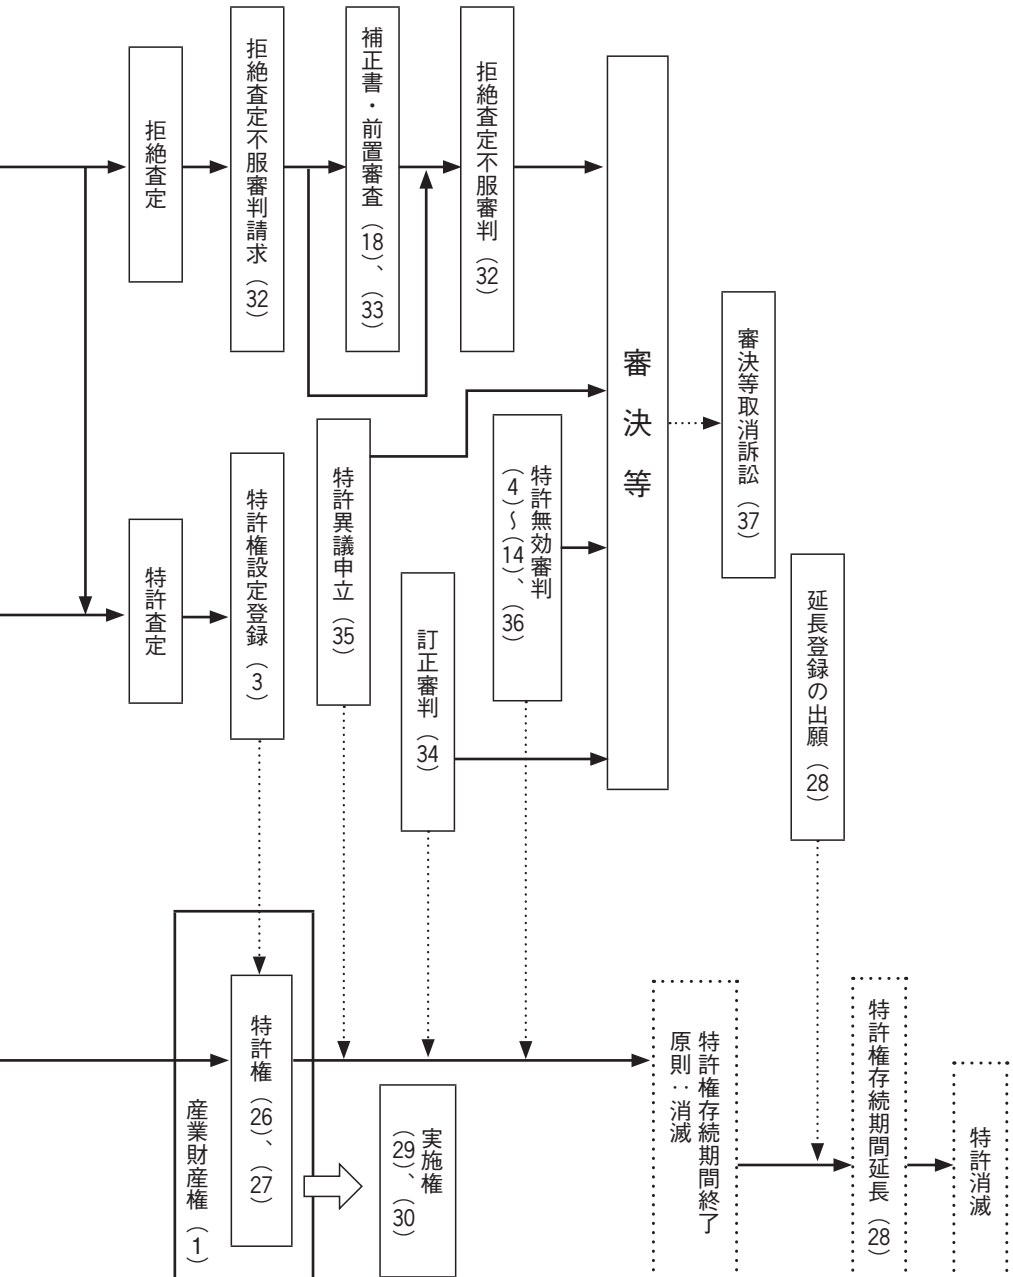 拒絶査定
拒絶査定不服審判請求（32）
補正書・前置審査（18）、（33）
拒絶査定不服審判（32）
審決等
審決等取消訴訟（37）
特許査定
特許権設定登録（3）
特許異議申立（35）
訂正審判（34）
特許無効審判
（4）～（14）、（36）
延長登録の出願（28）
特許権（26）、（27）
産業財産権（1）
実施権
（29）、（30）
特許権存続期間終了
原則：消滅
特許権存続期間延長（28）
特許消滅